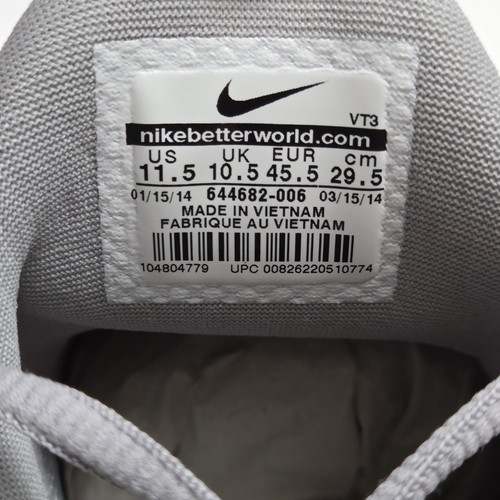 VT3
nikebetterworld.com
US UK EUR cm
11.5 10.5 45.5 29.5
01/15/14 644682-006 03/15/14
MADE IN VIETNAM
FABRIQUE AU VIETNAM
104804779 UPC 00826220510774